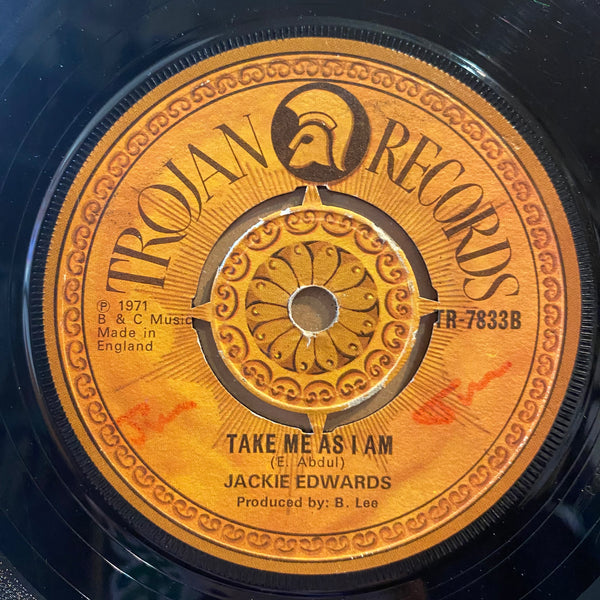 TROJAN RECORDS
℗ 1971
B & C Music
Made in
England
TR-7833B
TAKE ME AS I AM
(E. Abdul)
JACKIE EDWARDS
Produced by: B. Lee